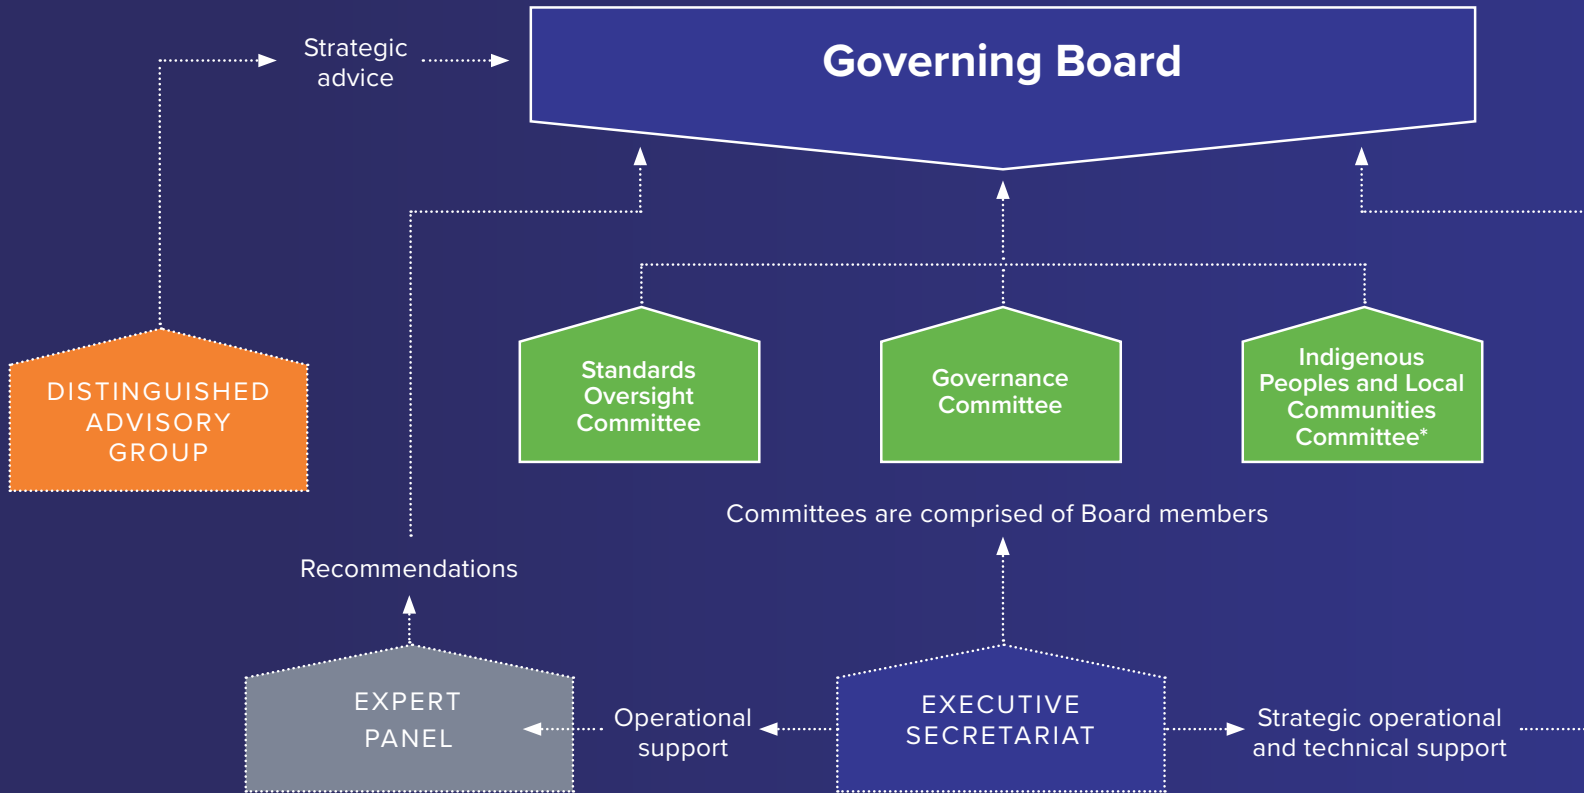 Strategic
advice
Governing Board
DISTINGUISHED
ADVISORY
GROUP
Standards
Oversight
Committee
Governance
Committee
Indigenous
Peoples and Local
Communities
Committee*
Committees are comprised of Board members
Recommendations
EXPERT
PANEL
Operational
support
EXECUTIVE
SECRETARIAT
Strategic operational
and technical support